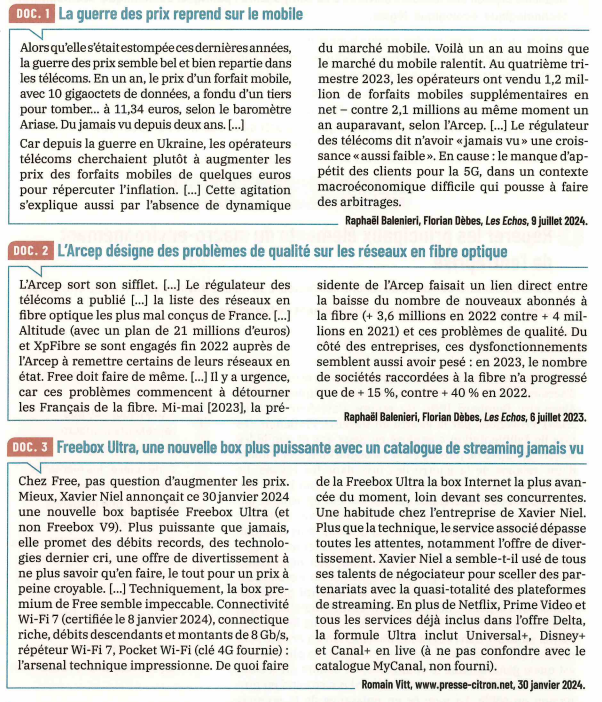 DOC. 1 La guerre des prix reprend sur le mobile
Alors qu'elle s'était estompée ces dernières années,
la guerre des prix semble bel et bien repartie dans
les télécoms. En un an, le prix d'un forfait mobile,
avec 10 gigaoctets de données, a fondu d'un tiers
pour tomber... à 11,34 euros, selon le baromètre
Ariase. Du jamais vu depuis deux ans. [...]
Car depuis la guerre en Ukraine, les opérateurs
télécoms cherchaient plutôt à augmenter les
prix des forfaits mobiles de quelques euros
pour répercuter l'inflation. [...] Cette agitation
s'explique aussi par l'absence de dynamique
du marché mobile. Voilà un an au moins que
le marché du mobile ralentit. Au quatrième tri-
mestre 2023, les opérateurs ont vendu 1,2 mil-
lion de forfaits mobiles supplémentaires en
net – contre 2,1 millions au même moment un
an auparavant, selon l'Arcep. [...] Le régulateur
des télécoms dit n'avoir « jamais vu » une crois-
sance « aussi faible ». En cause : le manque d'ap-
pétit des clients pour la 5G, dans un contexte
macroéconomique difficile qui pousse à faire
des arbitrages.
Raphaël Balenieri, Florian Dèbes, Les Echos, 9 juillet 2024.
DOC. 2 L'Arcep désigne des problèmes de qualité sur les réseaux en fibre optique
L'Arcep sort son sifflet. [...] Le régulateur des
télécoms a publié [...] la liste des réseaux en
fibre optique les plus mal conçus de France. [...]
Altitude (avec un plan de 21 millions d'euros)
et XpFibre se sont engagés fin 2022 auprès de
l'Arcep à remettre certains de leurs réseaux en
état. Free doit faire de même. [...] Il y a urgence,
car ces problèmes commencent à détourner
les Français de la fibre. Mi-mai [2023], la pré-
sidente de l'Arcep faisait un lien direct entre
la baisse du nombre de nouveaux abonnés à
la fibre (+ 3,6 millions en 2022 contre + 4 mil-
lions en 2021) et ces problèmes de qualité. Du
côté des entreprises, ces dysfonctionnements
semblent aussi avoir pesé : en 2023, le nombre
de sociétés raccordées à la fibre n'a progressé
que de + 15 %, contre + 40 % en 2022.
Raphaël Balenieri, Florian Dèbes, Les Echos, 6 juillet 2023.
DOC. 3 Freebox Ultra, une nouvelle box plus puissante avec un catalogue de streaming jamais vu
Chez Free, pas question d'augmenter les prix.
Mieux, Xavier Niel annonçait ce 30 janvier 2024
une nouvelle box baptisée Freebox Ultra (et
non Freebox V9). Plus puissante que jamais,
elle promet des débits records, des technolo-
gies dernier cri, une offre de divertissement à
ne plus savoir qu'en faire, le tout pour un prix à
peine croyable. [...] Techniquement, la box pre-
mium de Free semble impeccable. Connectivité
Wi-Fi 7 (certifiée le 8 janvier 2024), connectique
riche, débits descendants et montants de 8 Gb/s,
répéteur Wi-Fi 7, Pocket Wi-Fi (clé 4G fournie) :
l'arsenal technique impressionne. De quoi faire
de la Freebox Ultra la box Internet la plus avan-
cée du moment, loin devant ses concurrentes.
Une habitude chez l'entreprise de Xavier Niel.
Plus que la technique, le service associé dépasse
toutes les attentes, notamment l'offre de diver-
tissement. Xavier Niel a semble-t-il usé de tous
ses talents de négociateur pour sceller des par-
tenariats avec la quasi-totalité des plateformes
de streaming. En plus de Netflix, Prime Video et
tous les services déjà inclus dans l'offre Delta,
la formule Ultra inclut Universal+, Disney+
et Canal+ en live (à ne pas confondre avec le
catalogue MyCanal, non fourni).
Romain Vitt, www.presse-citron.net, 30 janvier 2024.